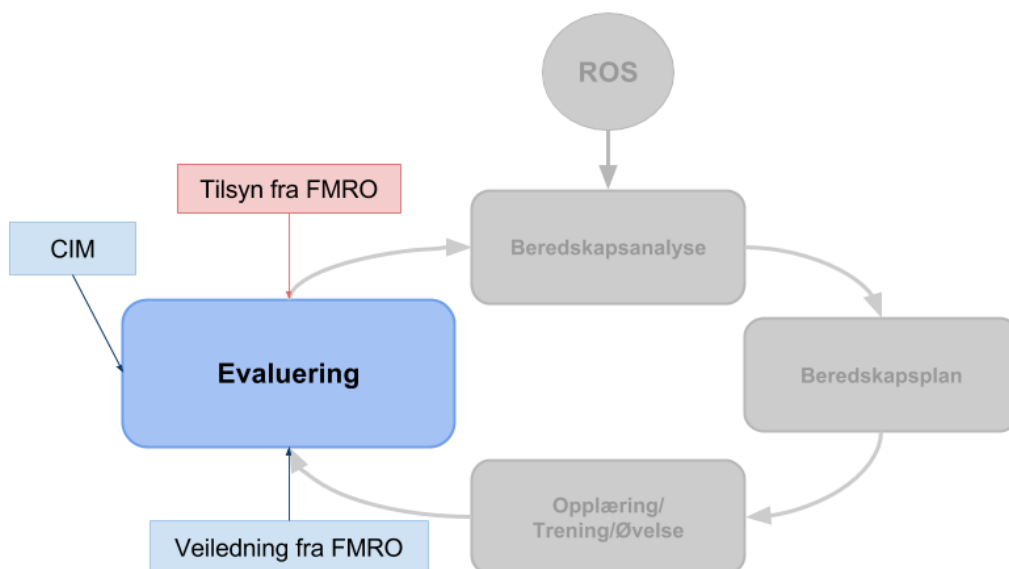 ROS
Tilsyn fra FMRO
CIM
Beredskapsanalyse
Evaluering
Beredskapsplan
Opplæring/
Trening/Øvelse
Veiledning fra FMRO